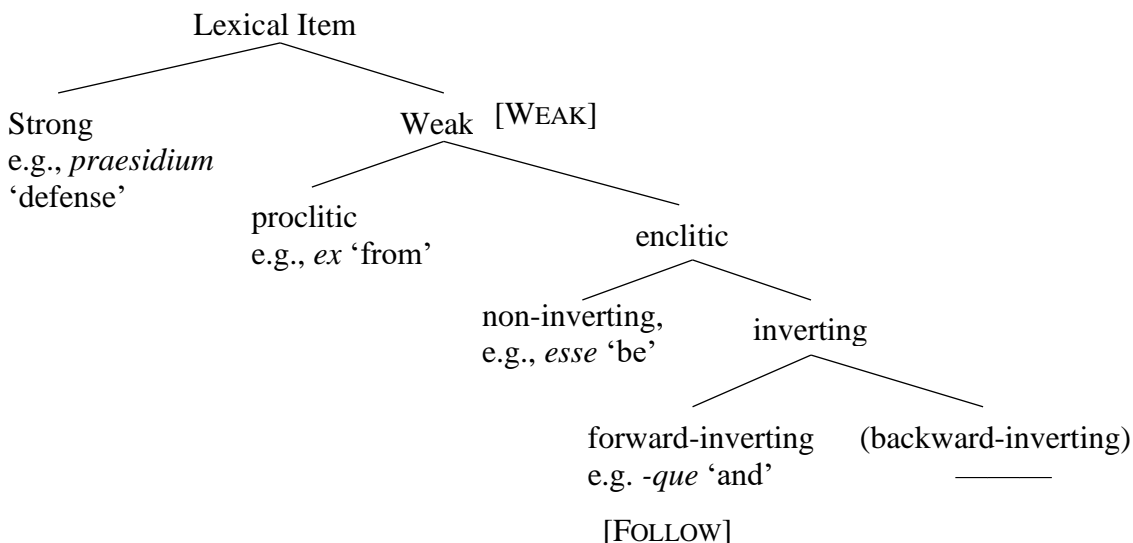 Lexical Item
Strong
e.g., praesidium
‘defense’
Weak [WEAK]
proclitic
e.g., ex ‘from’
enclitic
non-inverting,
e.g., esse ‘be’
inverting
forward-inverting
e.g. -que ‘and’
[FOLLOW]
(backward-inverting)